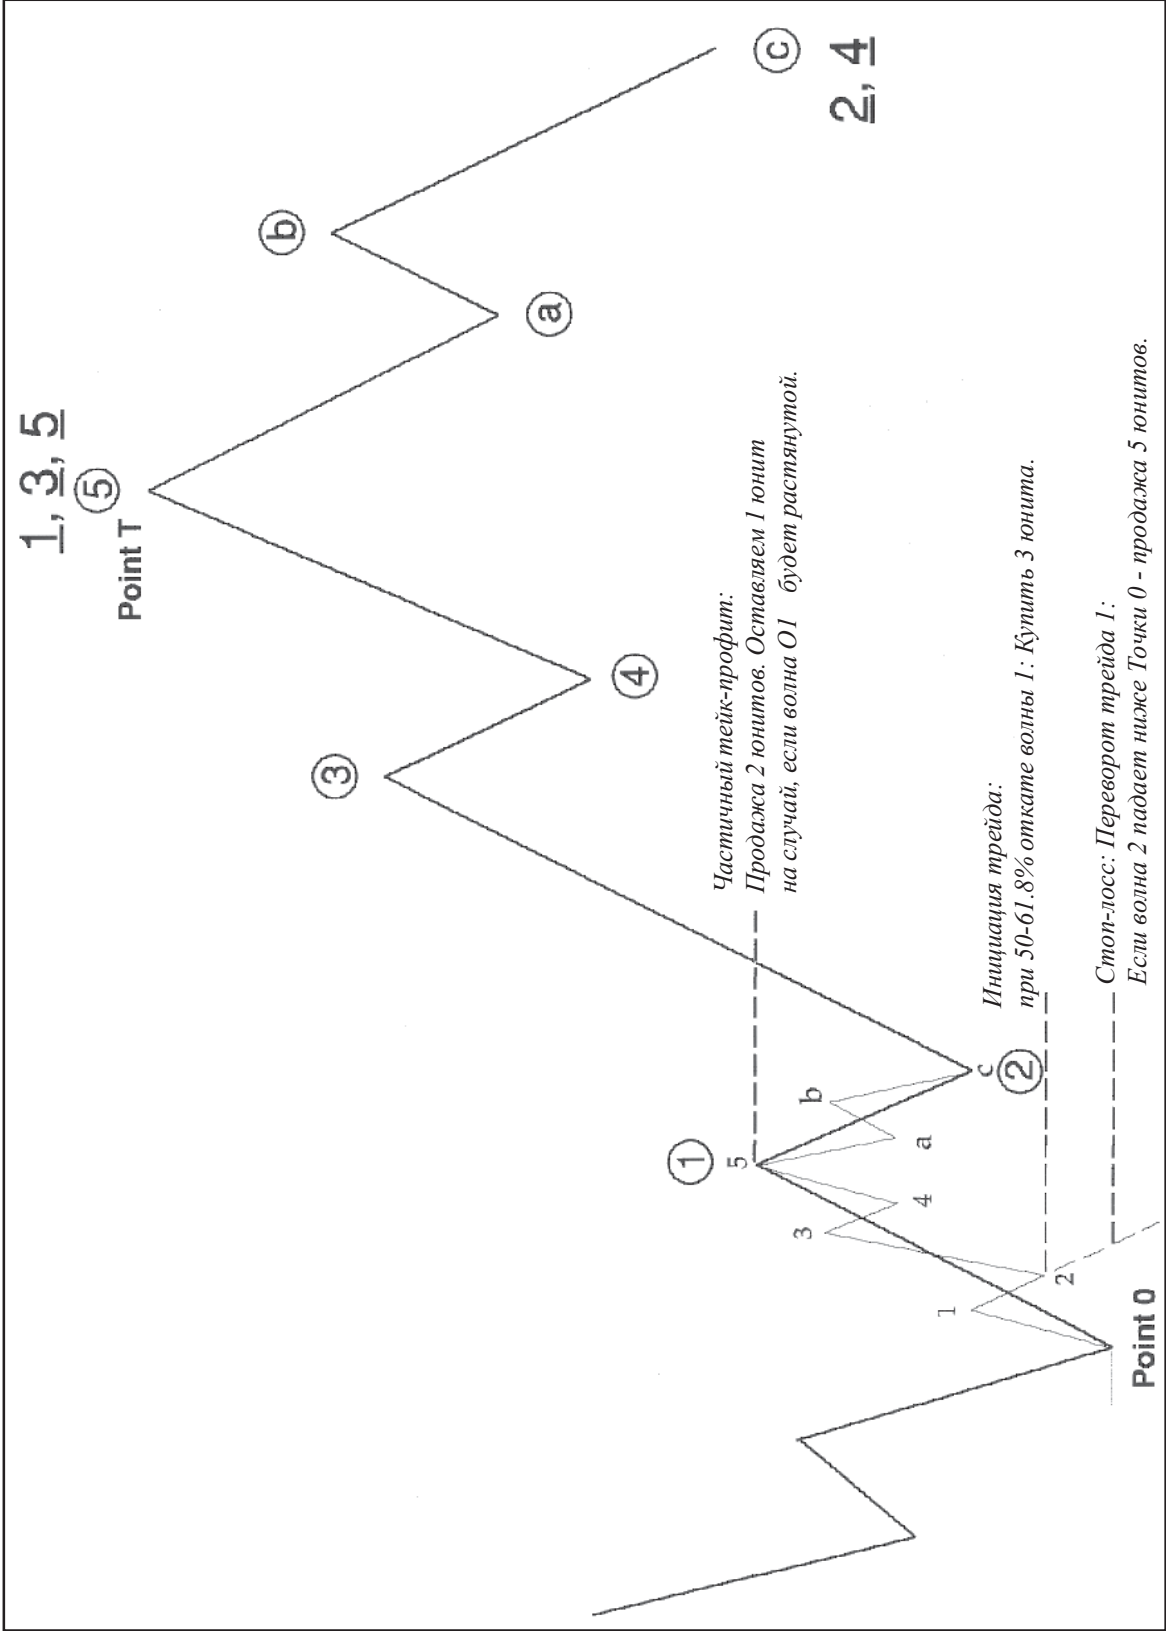 1, 3, 5
⑤
Point T
ⓑ
ⓐ
ⓒ
2, 4
③
④
Частичный тейк-профит:
Продажа 2 юнитов. Оставляем 1 юнит
на случай, если волна O1 будет растянутой.
①
5
3
4
b
a
c
②
1
2
Инициация трейда:
при 50-61.8% откате волны 1: Купить 3 юнита.
Стоп-лосс: Переворот трейда 1:
Если волна 2 падает ниже Точки 0 - продажа 5 юнитов.
Point 0